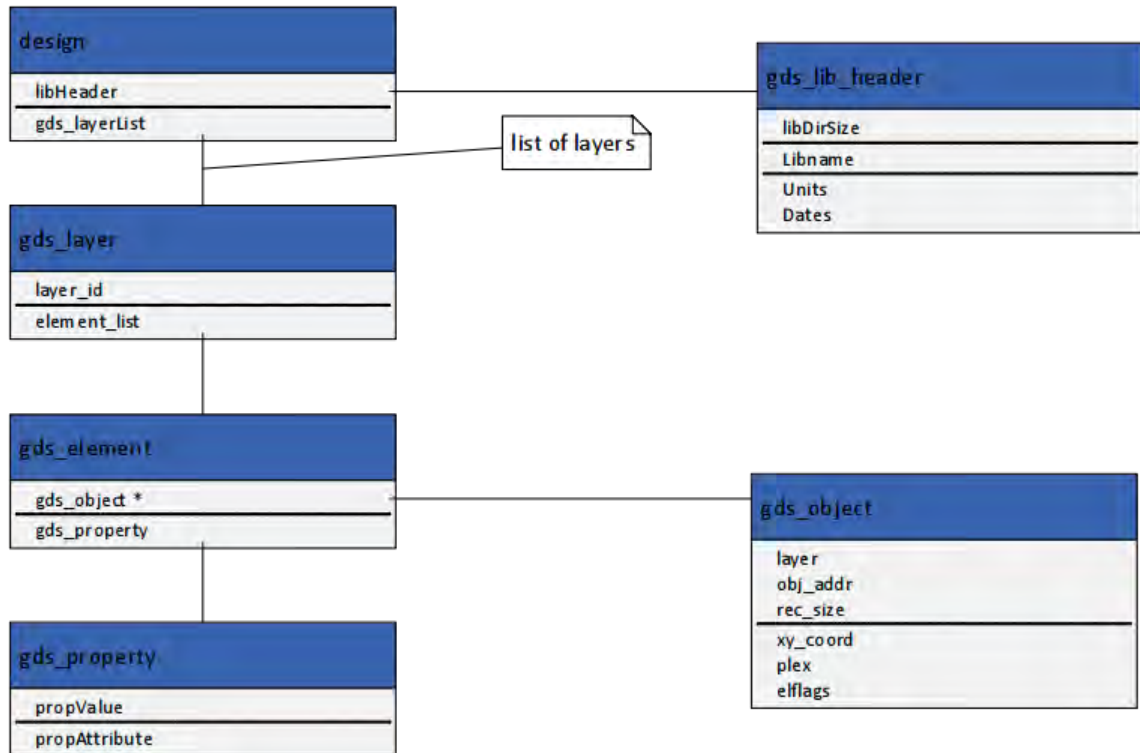 design
libHeader
gds_layerList
gds_lib_header
libDirSize
Libname
Units
Dates
list of layers
gds_layer
layer_id
element_list
gds_element
gds_object *
gds_property
gds_object
layer
obj_addr
rec_size
xy_coord
plex
elflags
gds_property
propValue
propAttribute